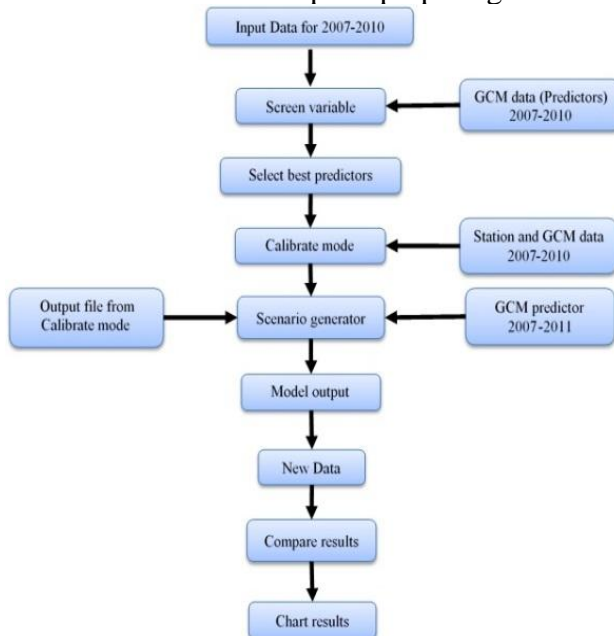 Input Data for 2007-2010
Screen variable
GCM data (Predictors)
2007-2010
Select best predictors
Calibrate mode
Station and GCM data
2007-2010
Output file from
Calibrate mode
Scenario generator
GCM predictor
2007-2011
Model output
New Data
Compare results
Chart results